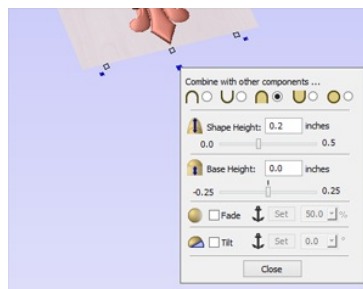 Combine with other components ...
Shape Height: 0.2 inches
0.0 0.5
Base Height: 0.0 inches
-0.25 0.25
Fade Set 50.0 %
Tilt Set 0.0 °
Close